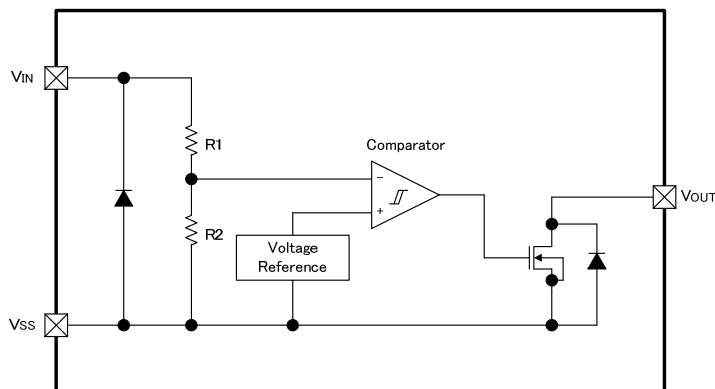 VIN
R1
Comparator
−
+
R2
Voltage
Reference
VOUT
VSS